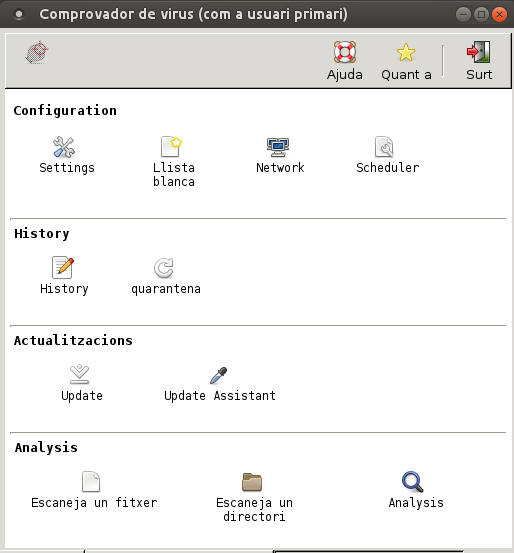 Comprovador de virus (com a usuari primari)
Ajuda Quant a Surt
Configuration
Settings Llista blanca Network Scheduler
History
History quarantena
Actualitzacions
Update Update Assistant
Analysis
Escaneja un fitxer Escaneja un directori Analysis